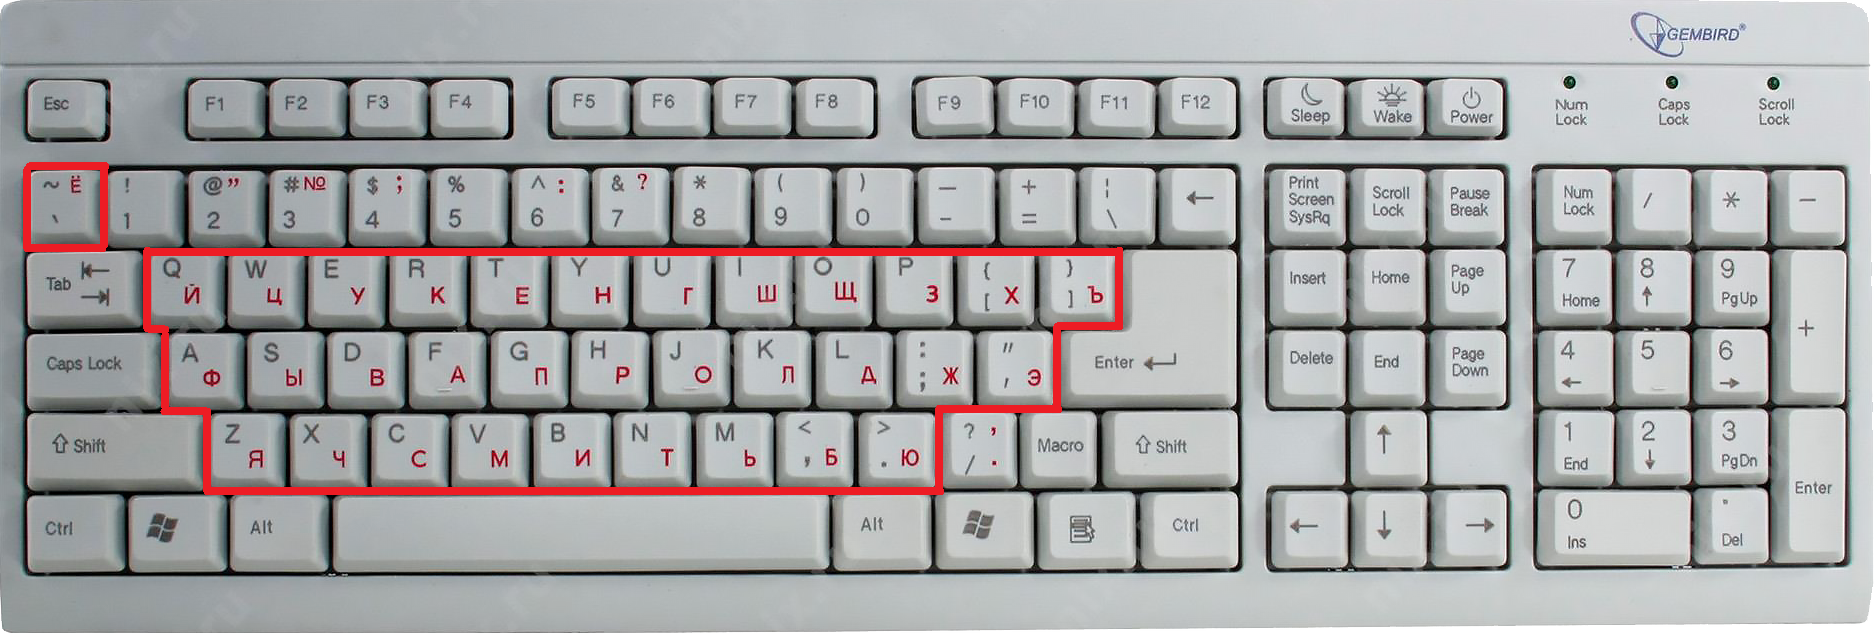 GEMBIRD®
Esc F1 F2 F3 F4 F5 F6 F7 F8 F9 F10 F11 F12 Sleep Wake Power
Num Lock Caps Lock Scroll Lock
~ Ё ` ! 1 @ " 2 # № 3 $ ; 4 % 5 ^ : 6 & ? 7 * 8 ( 9 ) 0 — - + = ¦ \ ←
Print Screen SysRq Scroll Lock Pause Break
Num Lock / * −
Tab Q Й W Ц E У R К T Е Y Н U Г I Ш O Щ P З { [ Х } ] Ъ
Insert Home Page Up
7 Home 8 ↑ 9 PgUp +
Caps Lock A Ф S Ы D В F А G П H Р J О K Л L Д : ; Ж " ' Э Enter
Delete End Page Down
4 ← 5 6 →
Shift Z Я X Ч C С V М B И N Т M Ь < , Б > . Ю ? , / . Macro Shift
↑
1 End 2 ↓ 3 PgDn Enter
Ctrl Alt Alt Ctrl
← ↓ →
0 Ins . Del